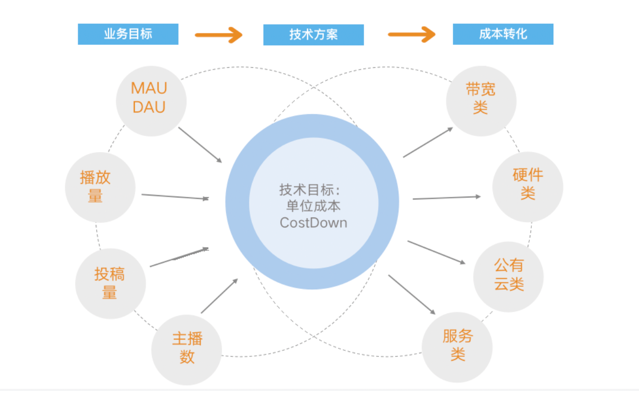 业务目标
技术方案
成本转化
MAU
DAU
播放
量
投稿
量
主播
数
技术目标：
单位成本
CostDown
带宽
类
硬件
类
公有
云类
服务
类